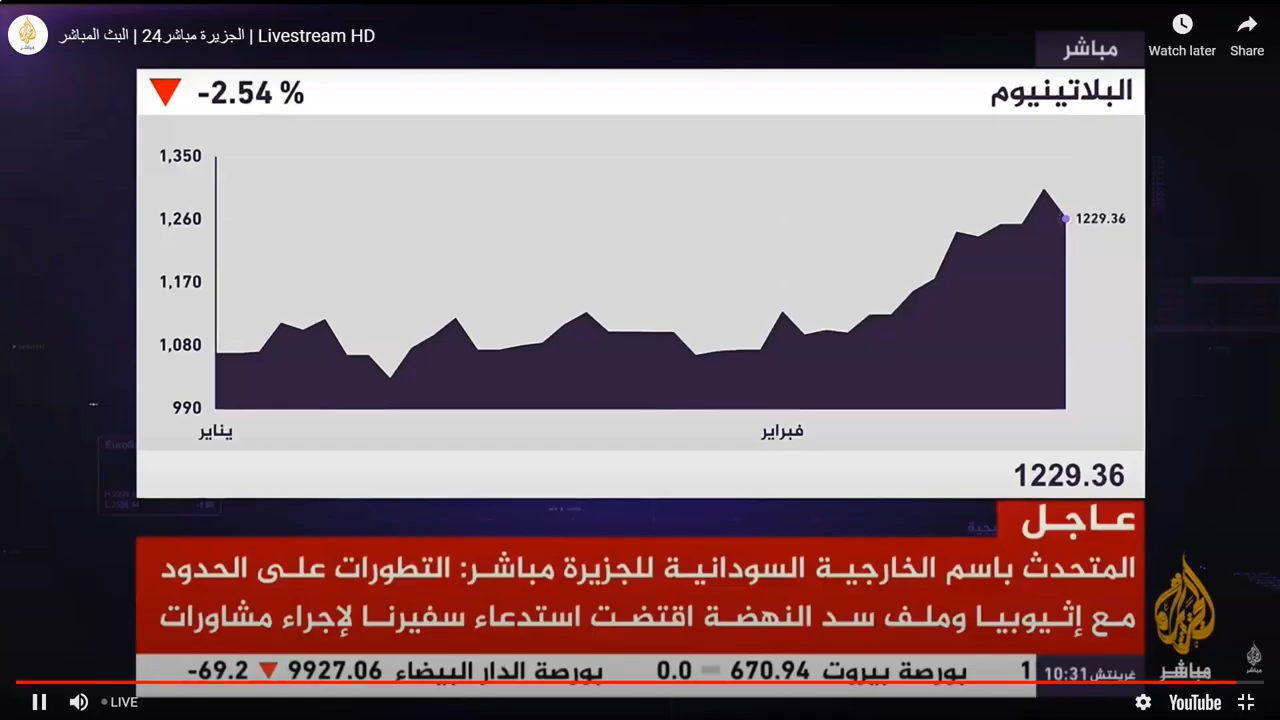 الجزيرة مباشر24 | البث المباشر | Livestream HD
Watch later
Share
مباشر
البلاتينيوم
-2.54 %
1,350
1,260
1,170
1,080
990
1229.36
يناير
فبراير
1229.36
عاجل
المتحدث باسم الخارجية السودانية للجزيرة مباشر: التطورات على الحدود
مع إثيوبيا وملف سد النهضة اقتضت استدعاء سفيرنا لإجراء مشاورات
الجزيرة
مباشر
غرينتش 10:31
1 بورصة بيروت 670.94 0.0 بورصة الدار البيضاء 9927.06 -69.2
LIVE
YouTube